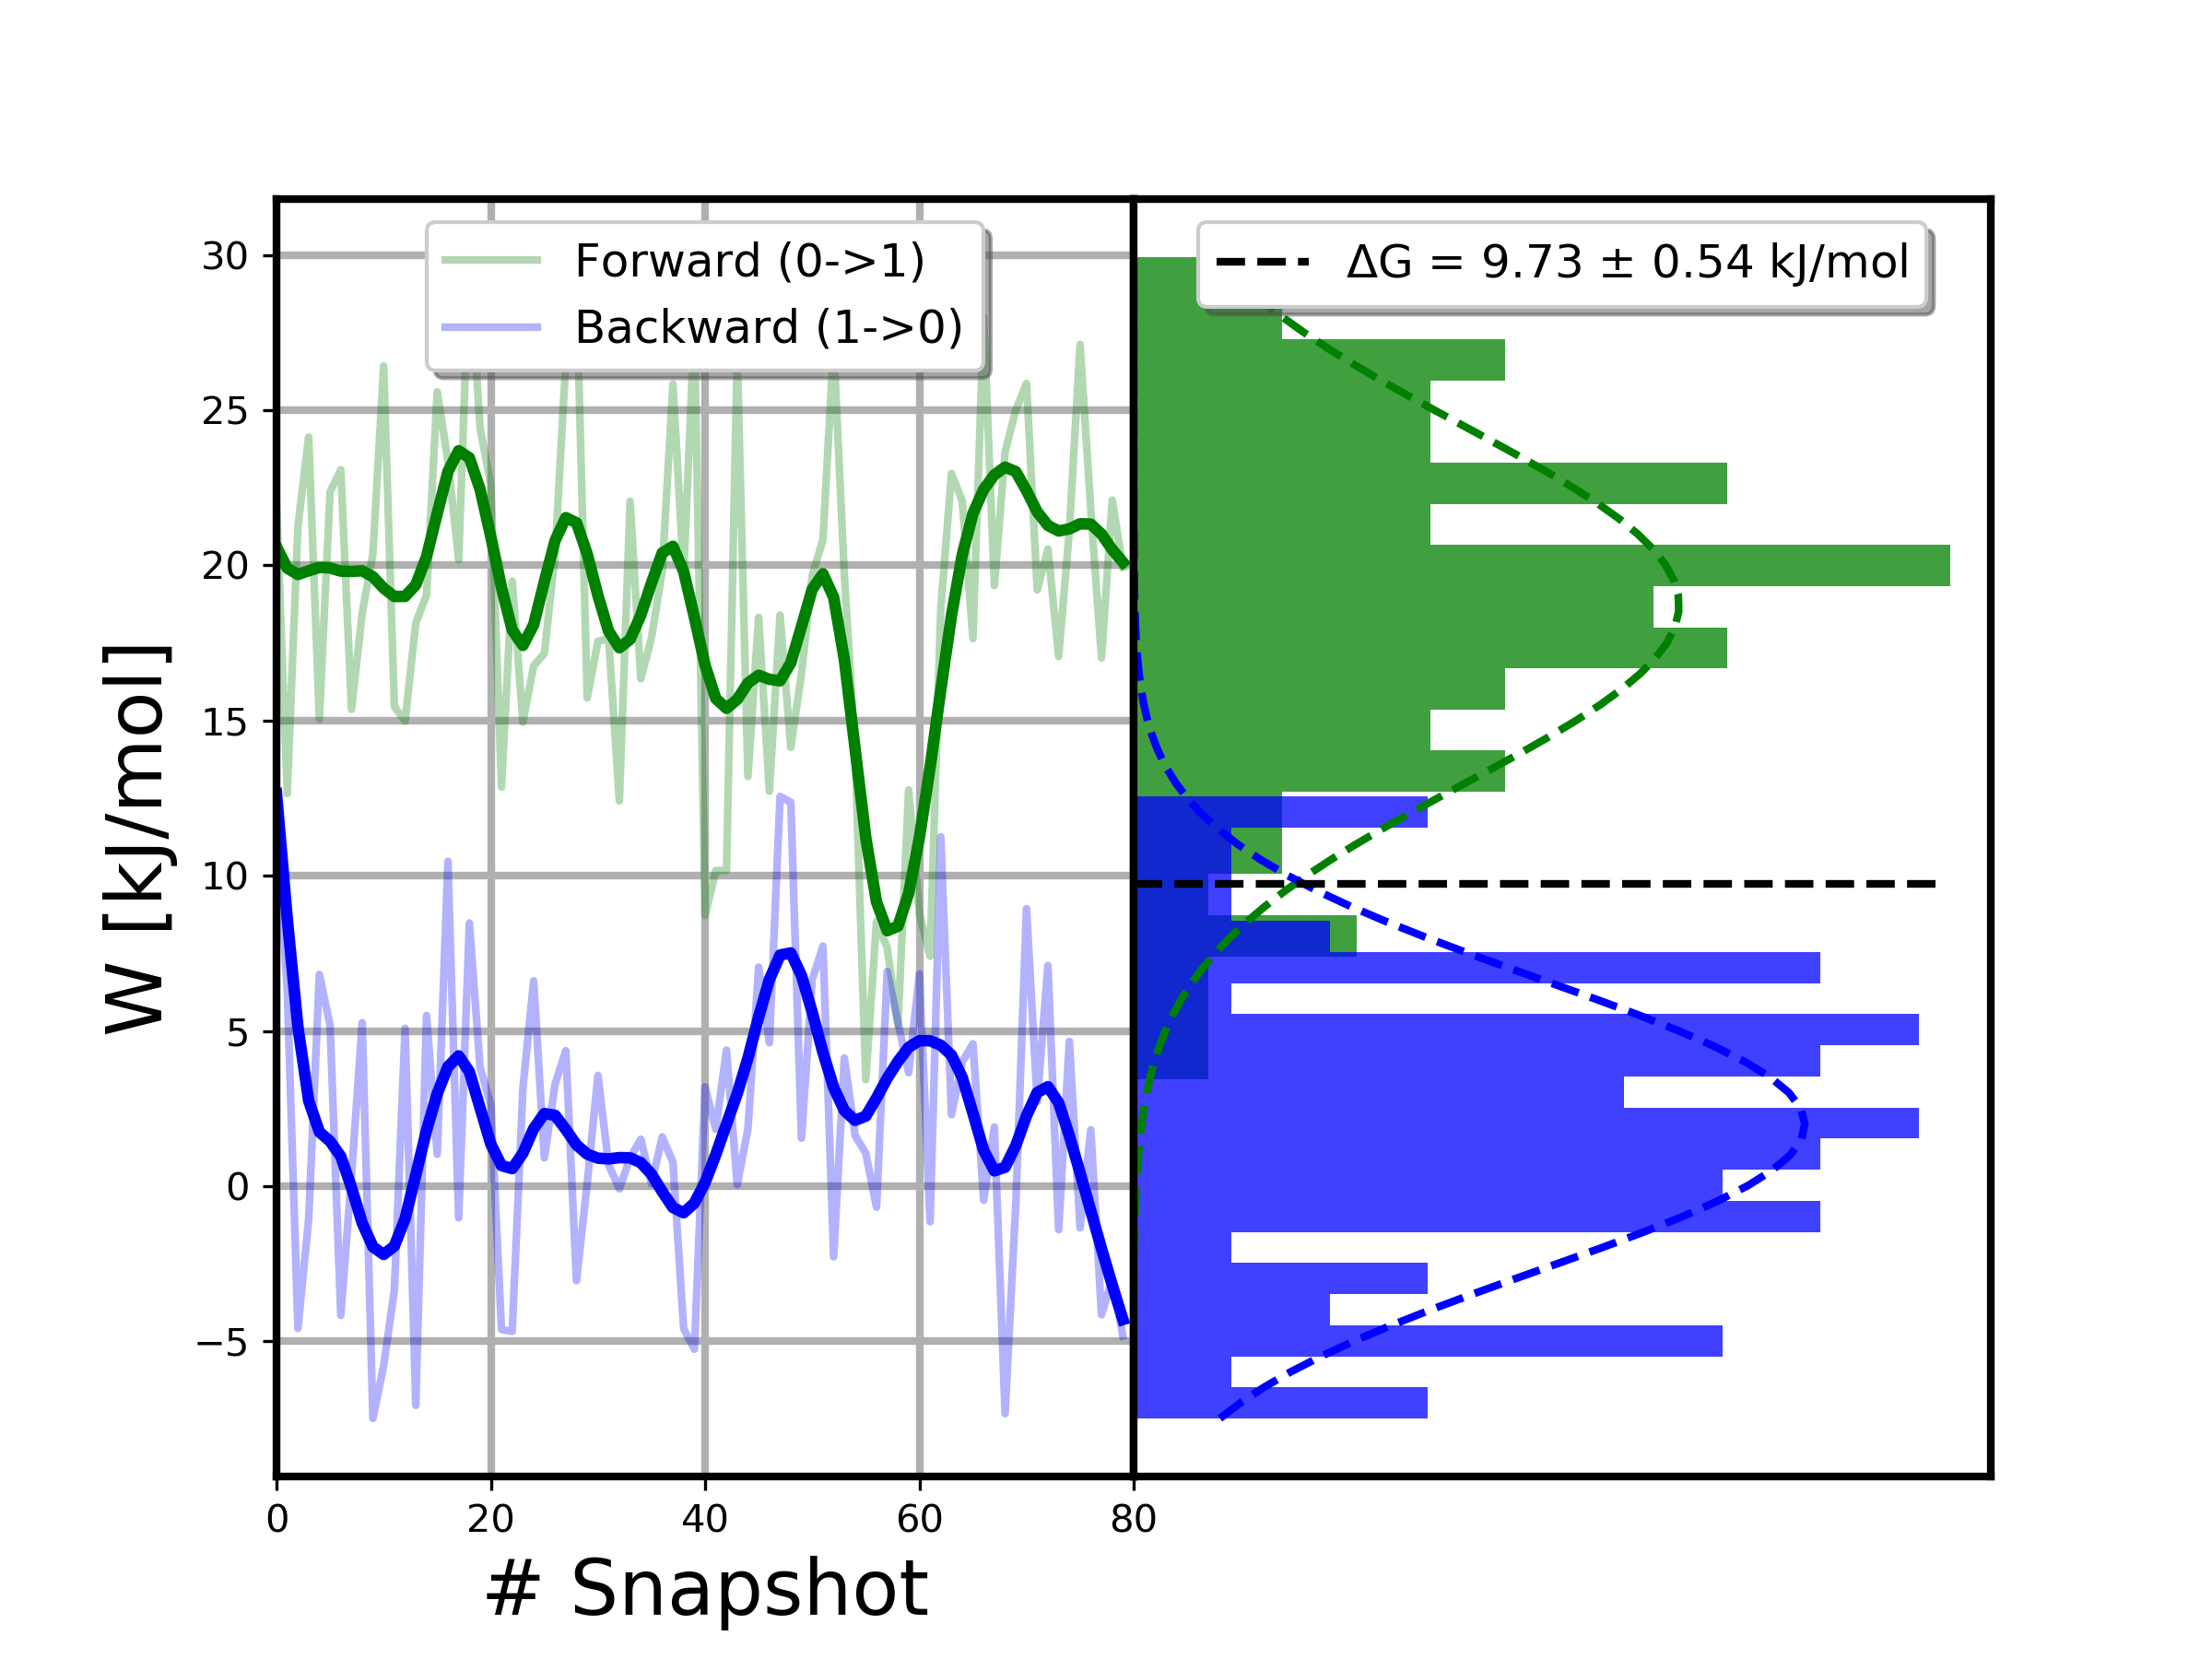 Forward (0->1)
Backward (1->0)
ΔG = 9.73 ± 0.54 kJ/mol
W [kJ/mol]
30
25
20
15
10
5
0
−5
0 20 40 60 80
# Snapshot